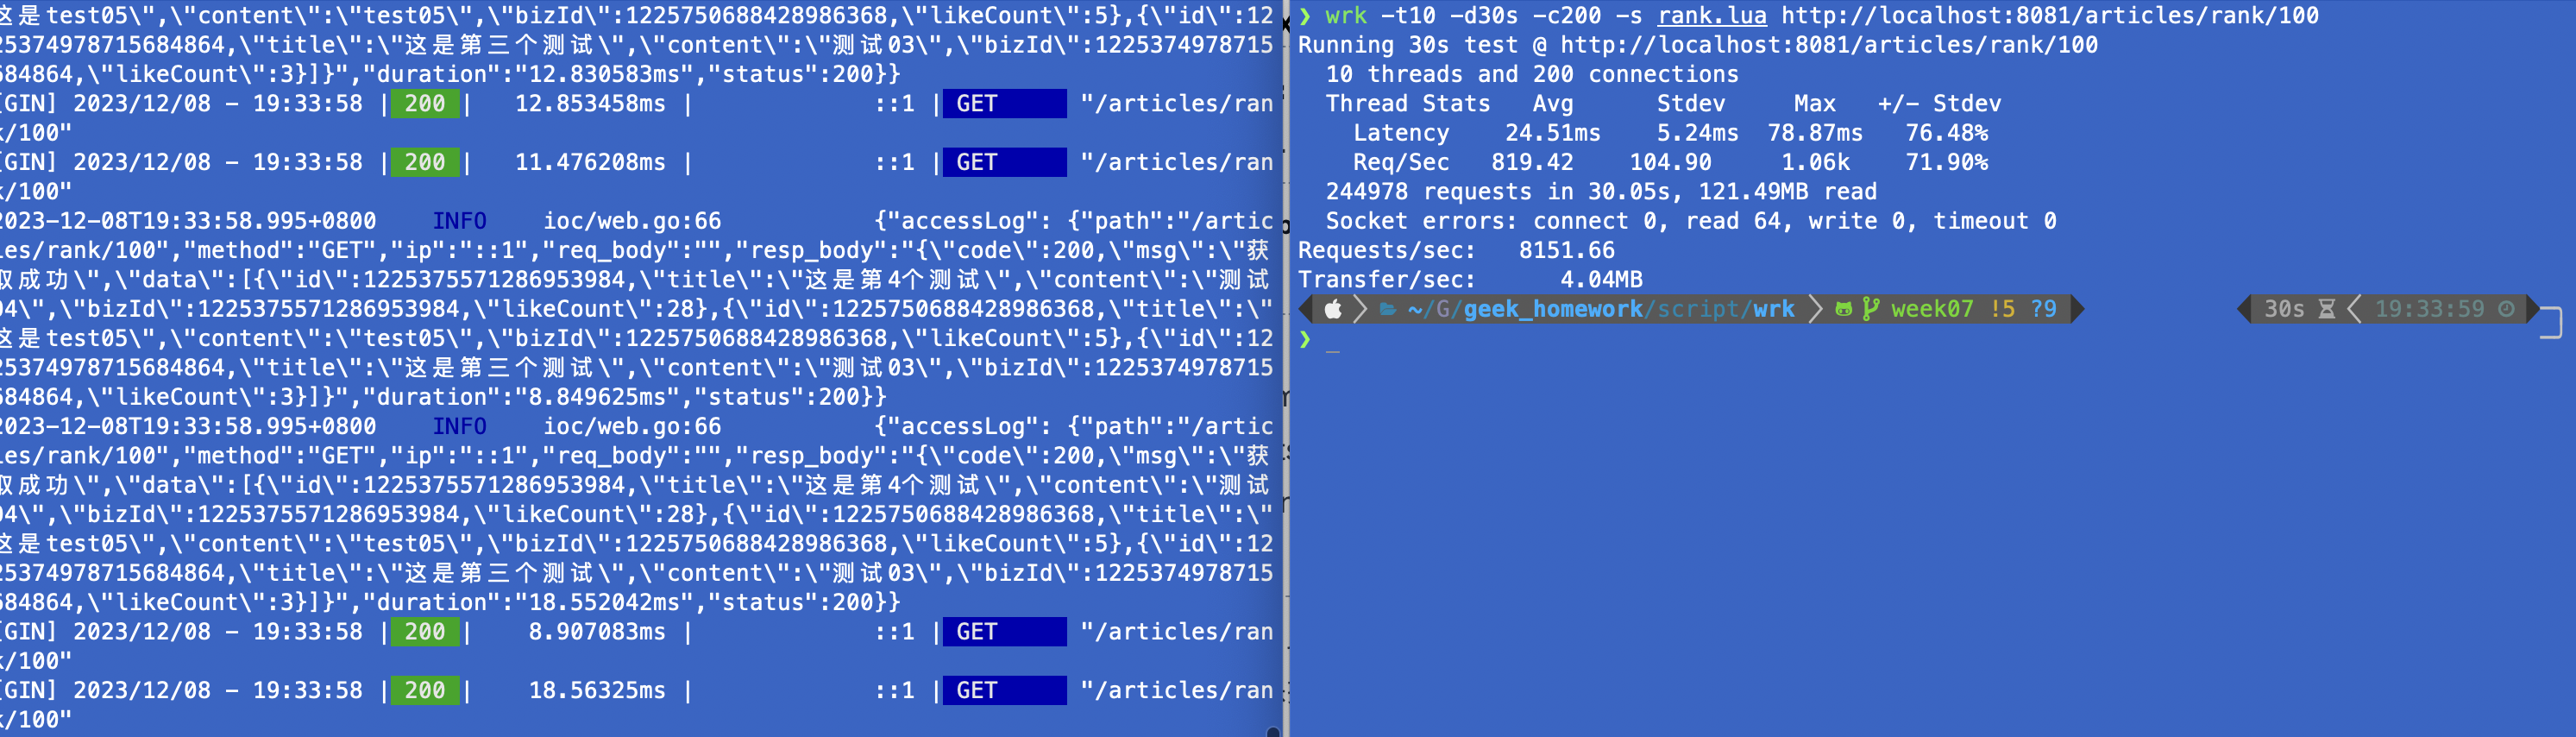 这是test05\",\"content\":\"test05\",\"bizId\":1225750688428986368,\"likeCount\":5},{\"id\":12
25374978715684864,\"title\":\"这是第三个测试\",\"content\":\"测试03\",\"bizId\":1225374978715
684864,\"likeCount\":3}]}","duration":"12.830583ms","status":200}}
[GIN] 2023/12/08 - 19:33:58 | 200 |   12.853458ms |             ::1 | GET      "/articles/ran
k/100"
[GIN] 2023/12/08 - 19:33:58 | 200 |   11.476208ms |             ::1 | GET      "/articles/ran
k/100"
2023-12-08T19:33:58.995+0800    INFO    ioc/web.go:66           {"accessLog": {"path":"/artic
les/rank/100","method":"GET","ip":"::1","req_body":"","resp_body":"{\"code\":200,\"msg\":\"获
取成功\",\"data\":[{\"id\":1225375571286953984,\"title\":\"这是第4个测试\",\"content\":\"测试
04\",\"bizId\":1225375571286953984,\"likeCount\":28},{\"id\":1225750688428986368,\"title\":\"
这是test05\",\"content\":\"test05\",\"bizId\":1225750688428986368,\"likeCount\":5},{\"id\":12
25374978715684864,\"title\":\"这是第三个测试\",\"content\":\"测试03\",\"bizId\":1225374978715
684864,\"likeCount\":3}]}","duration":"8.849625ms","status":200}}
2023-12-08T19:33:58.995+0800    INFO    ioc/web.go:66           {"accessLog": {"path":"/artic
les/rank/100","method":"GET","ip":"::1","req_body":"","resp_body":"{\"code\":200,\"msg\":\"获
取成功\",\"data\":[{\"id\":1225375571286953984,\"title\":\"这是第4个测试\",\"content\":\"测试
04\",\"bizId\":1225375571286953984,\"likeCount\":28},{\"id\":1225750688428986368,\"title\":\"
这是test05\",\"content\":\"test05\",\"bizId\":1225750688428986368,\"likeCount\":5},{\"id\":12
25374978715684864,\"title\":\"这是第三个测试\",\"content\":\"测试03\",\"bizId\":1225374978715
684864,\"likeCount\":3}]}","duration":"18.552042ms","status":200}}
[GIN] 2023/12/08 - 19:33:58 | 200 |    8.907083ms |             ::1 | GET      "/articles/ran
k/100"
[GIN] 2023/12/08 - 19:33:58 | 200 |    18.56325ms |             ::1 | GET      "/articles/ran
k/100"
❯ wrk -t10 -d30s -c200 -s rank.lua http://localhost:8081/articles/rank/100
Running 30s test @ http://localhost:8081/articles/rank/100
  10 threads and 200 connections
  Thread Stats   Avg      Stdev     Max   +/- Stdev
    Latency    24.51ms    5.24ms  78.87ms   76.48%
    Req/Sec   819.42    104.90     1.06k    71.90%
  244978 requests in 30.05s, 121.49MB read
  Socket errors: connect 0, read 64, write 0, timeout 0
Requests/sec:   8151.66
Transfer/sec:      4.04MB
~/G/geek_homework/script/wrk week07 !5 ?9 30s 19:33:59
❯ _